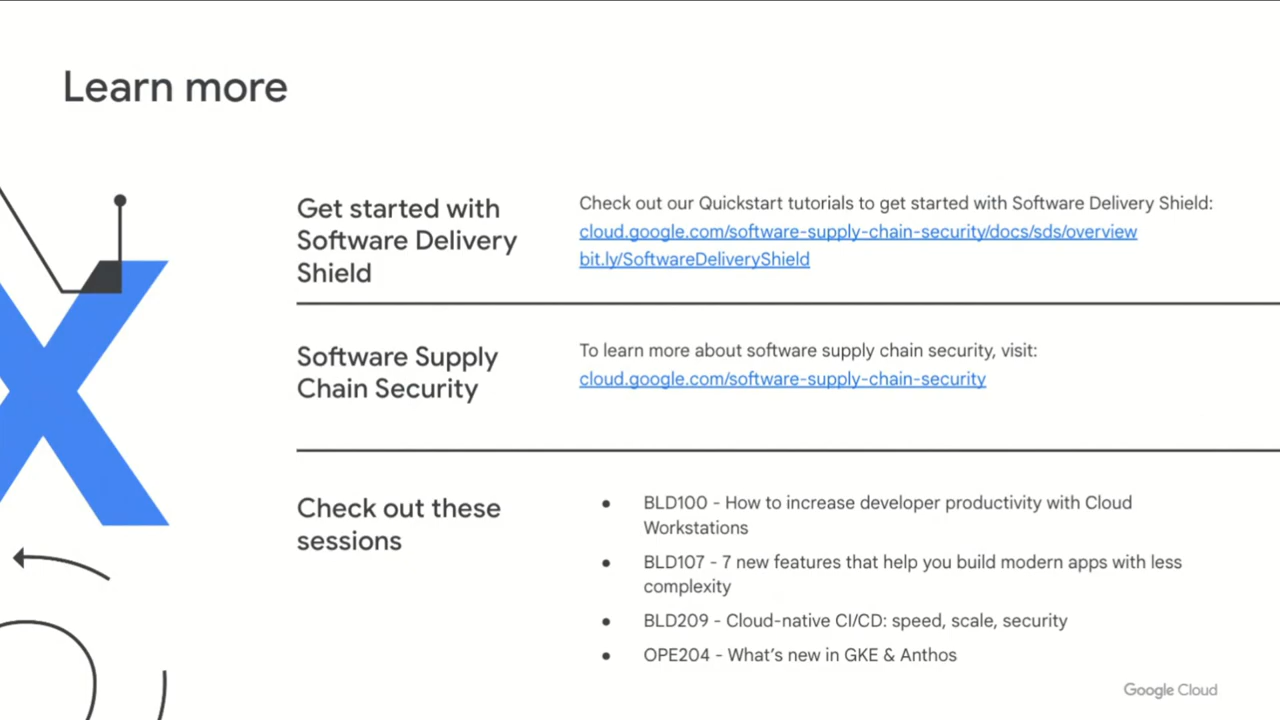 Learn more
Get started with
Software Delivery
Shield
Check out our Quickstart tutorials to get started with Software Delivery Shield:
cloud.google.com/software-supply-chain-security/docs/sds/overview
bit.ly/SoftwareDeliveryShield
Software Supply
Chain Security
To learn more about software supply chain security, visit:
cloud.google.com/software-supply-chain-security
Check out these
sessions
● BLD100 - How to increase developer productivity with Cloud
Workstations
● BLD107 - 7 new features that help you build modern apps with less
complexity
● BLD209 - Cloud-native CI/CD: speed, scale, security
● OPE204 - What’s new in GKE & Anthos
Google Cloud